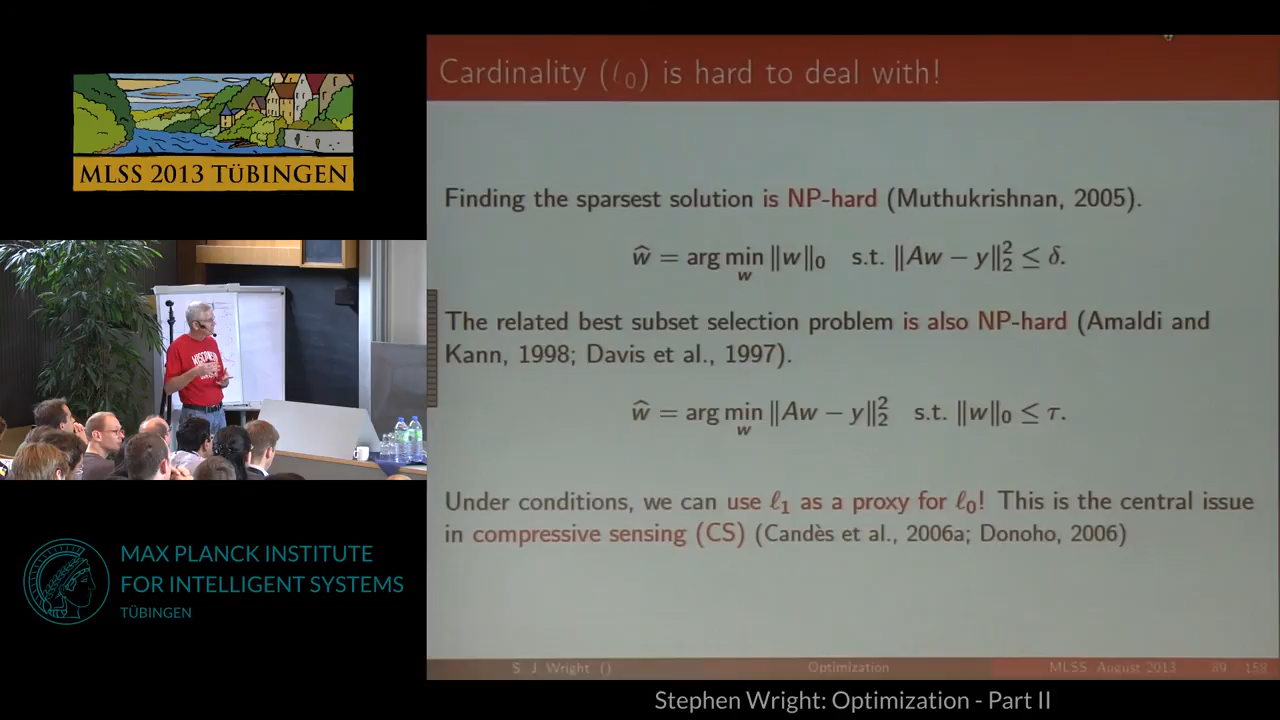 MLSS 2013 TÜBINGEN
WISCONSIN
MAX PLANCK INSTITUTE
FOR INTELLIGENT SYSTEMS
TÜBINGEN
Cardinality (ℓ0) is hard to deal with!
Finding the sparsest solution is NP-hard (Muthukrishnan, 2005).
ŵ = arg min_w ‖w‖₀ s.t. ‖Aw − y‖₂² ≤ δ.
The related best subset selection problem is also NP-hard (Amaldi and
Kann, 1998; Davis et al., 1997).
ŵ = arg min_w ‖Aw − y‖₂² s.t. ‖w‖₀ ≤ τ.
Under conditions, we can use ℓ₁ as a proxy for ℓ₀! This is the central issue
in compressive sensing (CS) (Candès et al., 2006a; Donoho, 2006)
S. J. Wright () Optimization MLSS, August 2013 89 158
Stephen Wright: Optimization - Part II